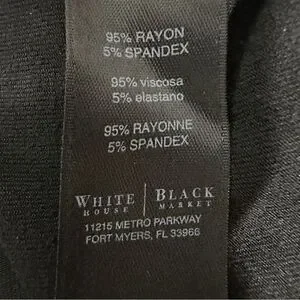 95% RAYON
5% SPANDEX
95% viscosa
5% elastano
95% RAYONNE
5% SPANDEX
WHITE | BLACK
HOUSE | MARKET
11215 METRO PARKWAY
FORT MYERS, FL 33966